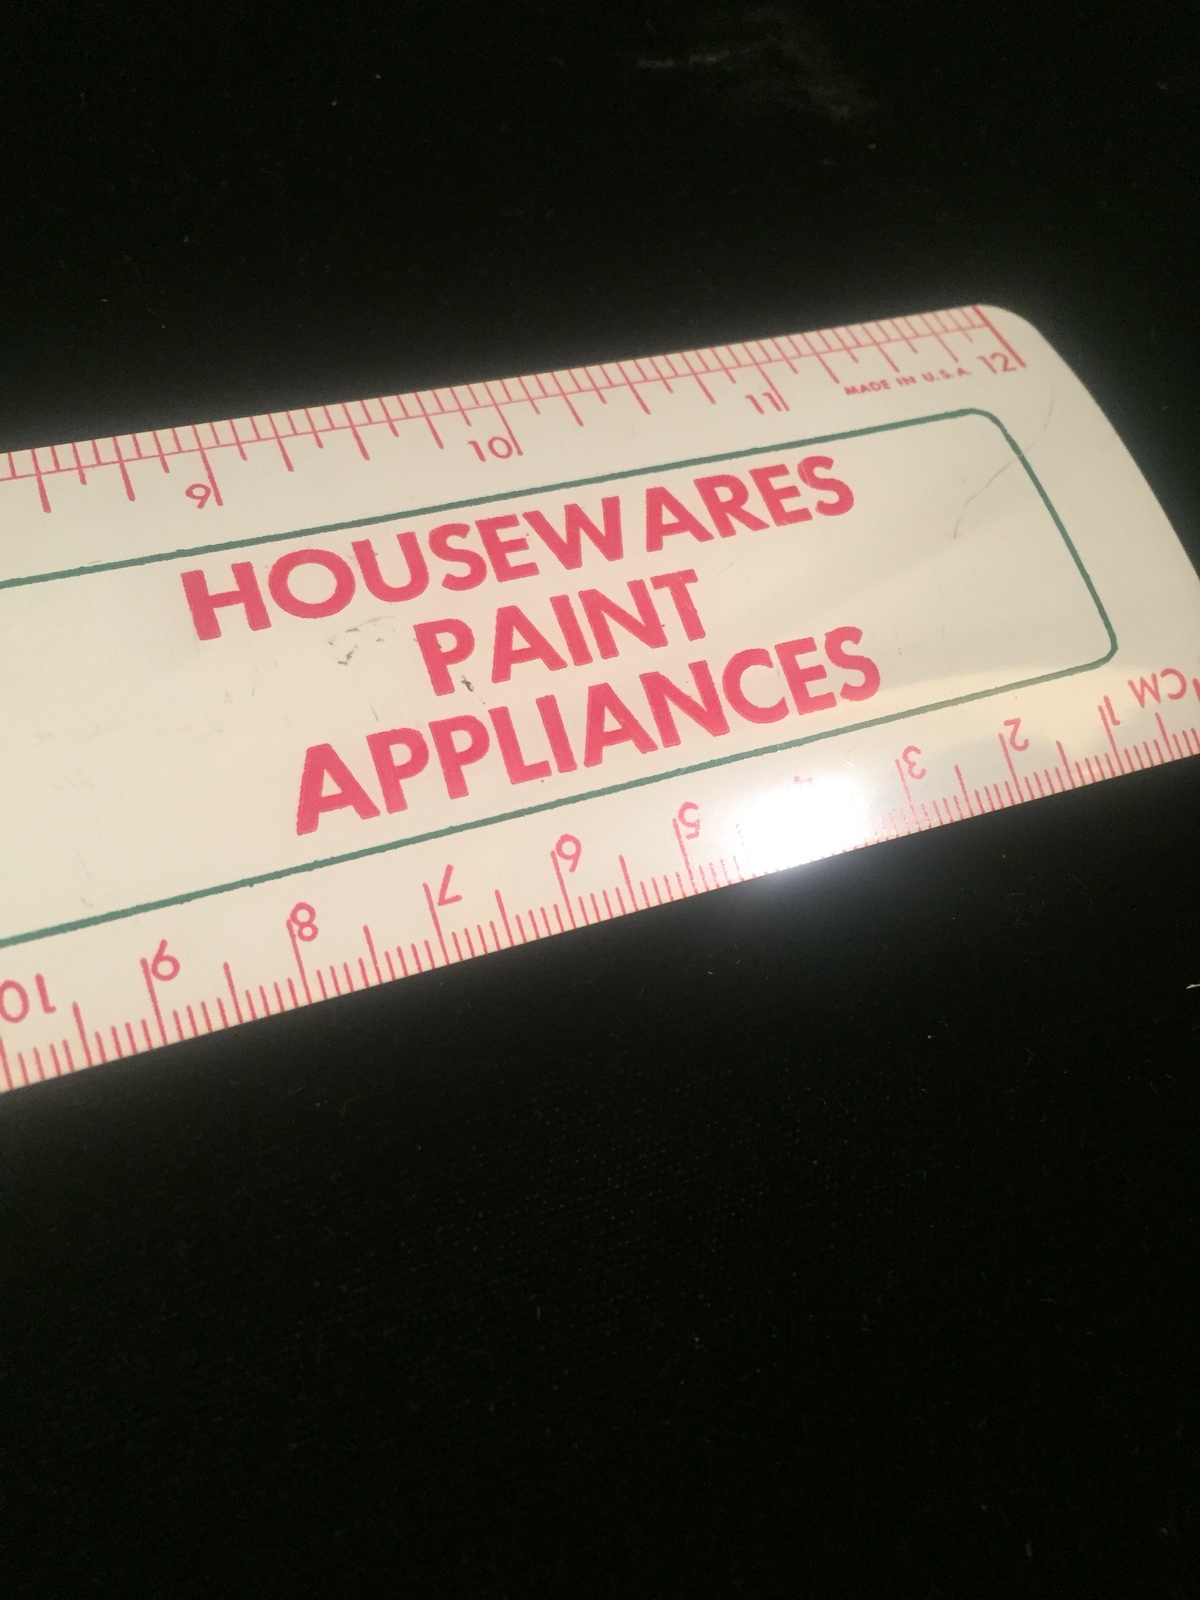 9 10 11 12
MADE IN U.S.A.
HOUSEWARES
PAINT
APPLIANCES
CM 1 2 3 5 6 7 8 9 10